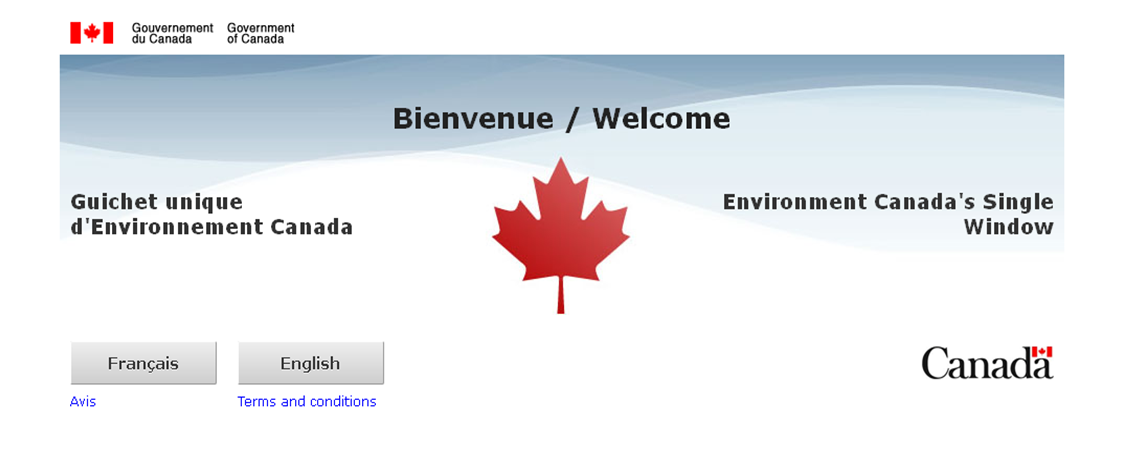 Gouvernement
du Canada
Government
of Canada
Bienvenue / Welcome
Guichet unique
d'Environnement Canada
Environment Canada's Single
Window
Français
English
Canada
Avis
Terms and conditions